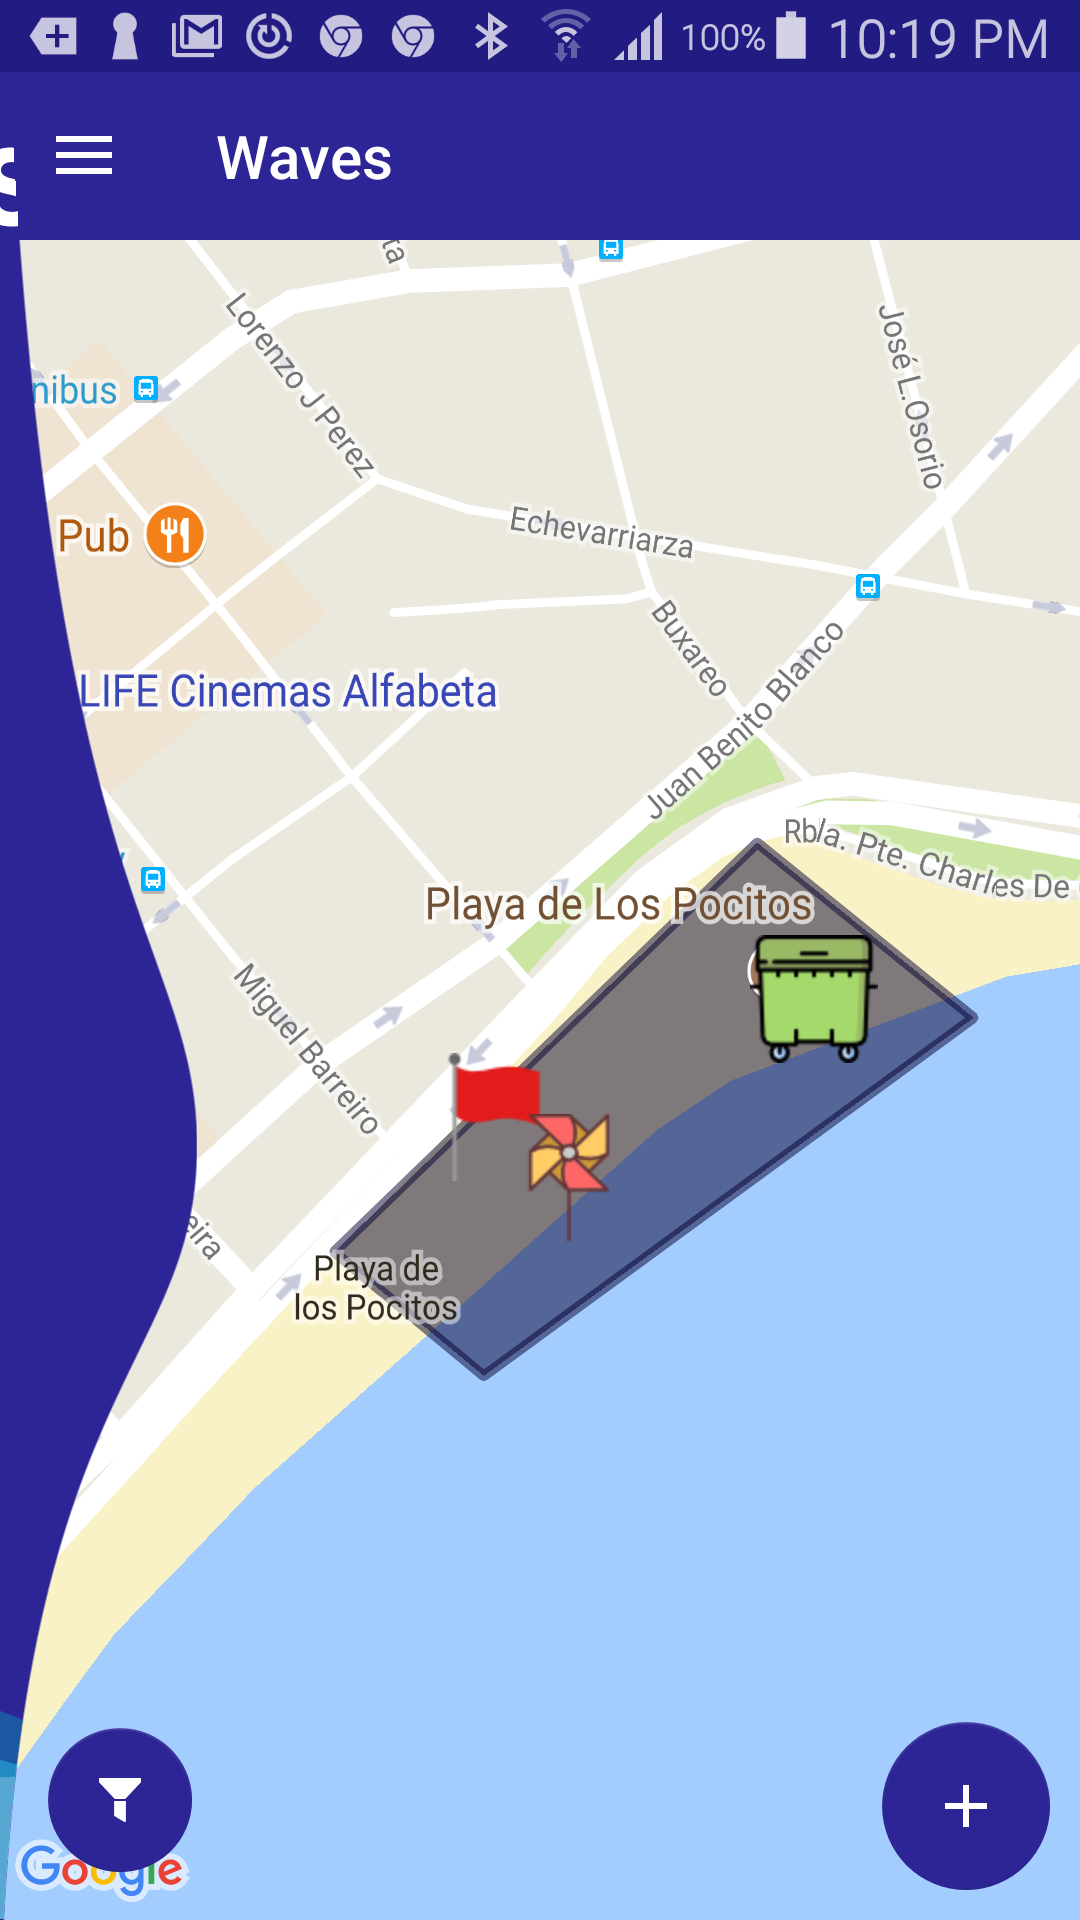 100%
10:19 PM
s
Waves
ta
Lorenzo J Perez
José L.Osorio
nibus
Pub
Echevarriarza
Buxareo
LIFE Cinemas Alfabeta
Juan Benito Blanco
Rbla. Pte. Charles De
Playa de Los Pocitos
Miguel Barreiro
eira
Playa de
los Pocitos
Google